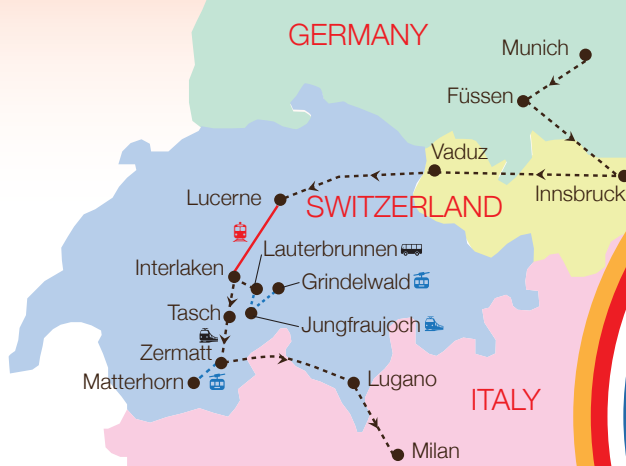 GERMANY
Munich
Füssen
Vaduz
Innsbruck
Lucerne
SWITZERLAND
Lauterbrunnen
Interlaken
Grindelwald
Tasch
Jungfraujoch
Zermatt
Matterhorn
Lugano
ITALY
Milan